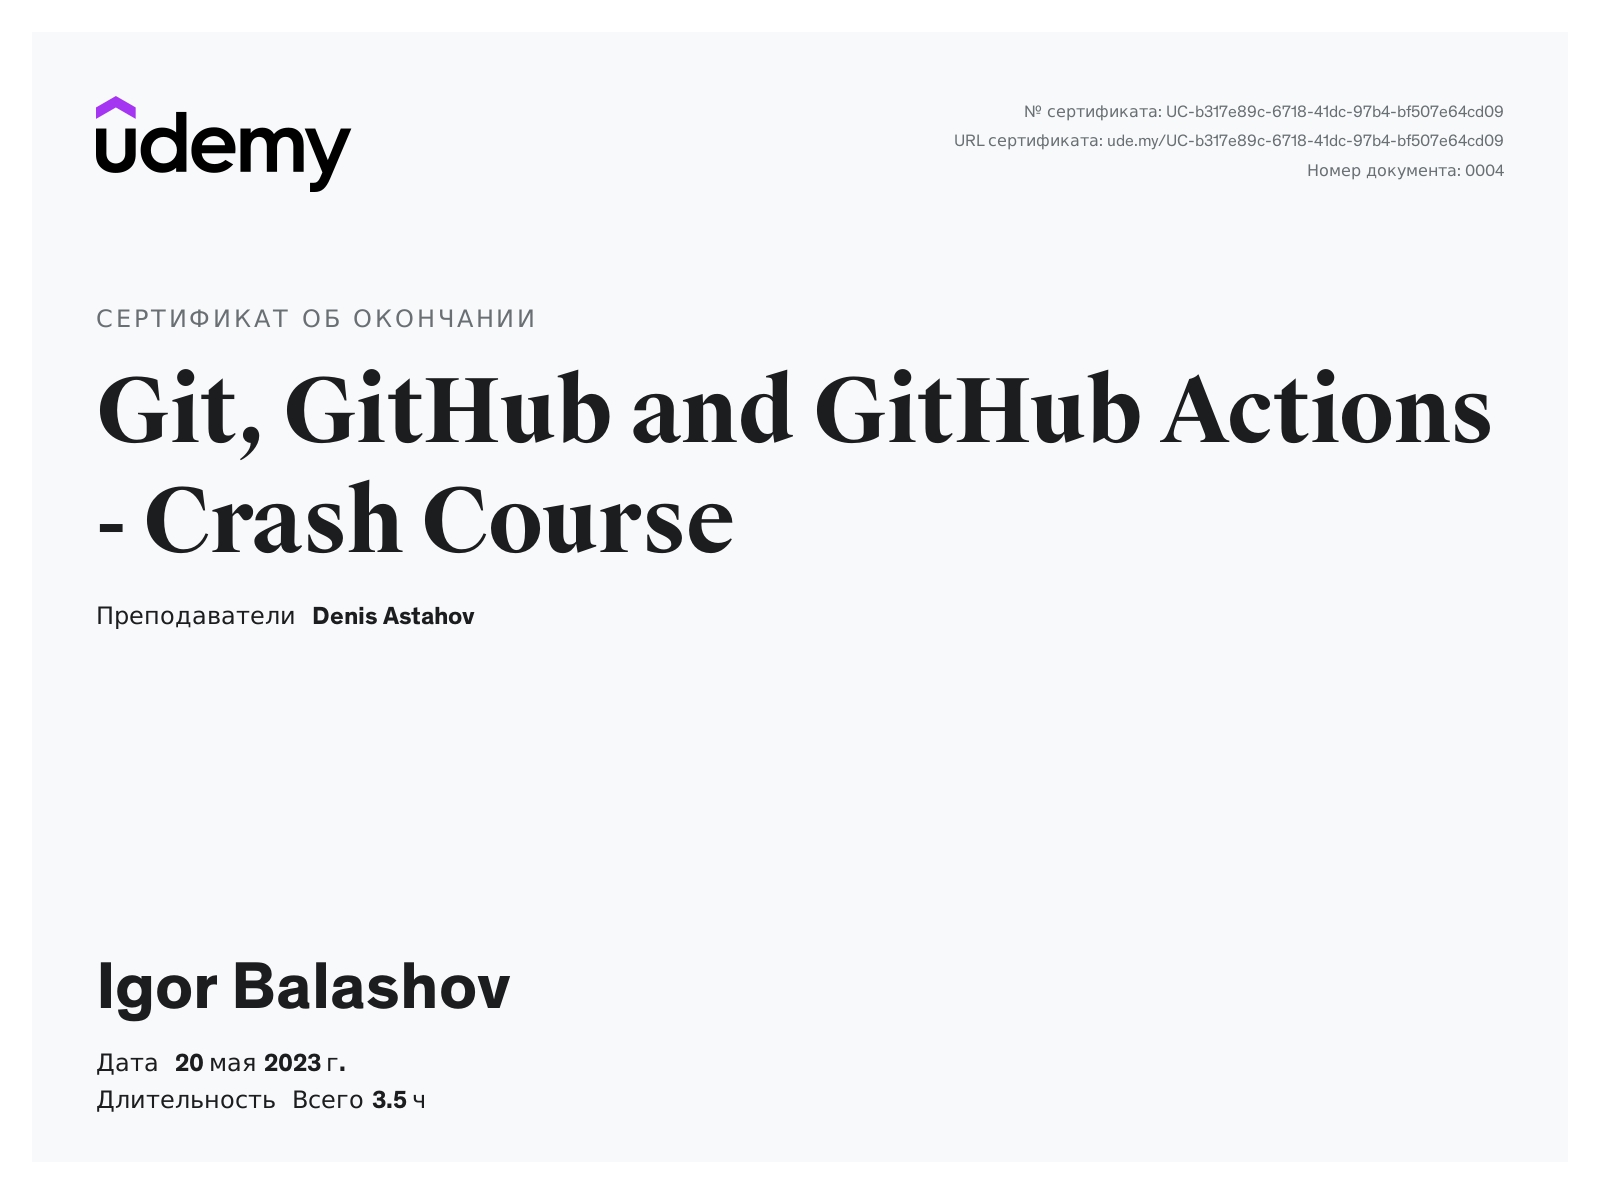 udemy
№ сертификата: UC-b317e89c-6718-41dc-97b4-bf507e64cd09
URL сертификата: ude.my/UC-b317e89c-6718-41dc-97b4-bf507e64cd09
Номер документа: 0004
СЕРТИФИКАТ ОБ ОКОНЧАНИИ
Git, GitHub and GitHub Actions
- Crash Course
Преподаватели Denis Astahov
Igor Balashov
Дата 20 мая 2023 г.
Длительность Всего 3.5 ч